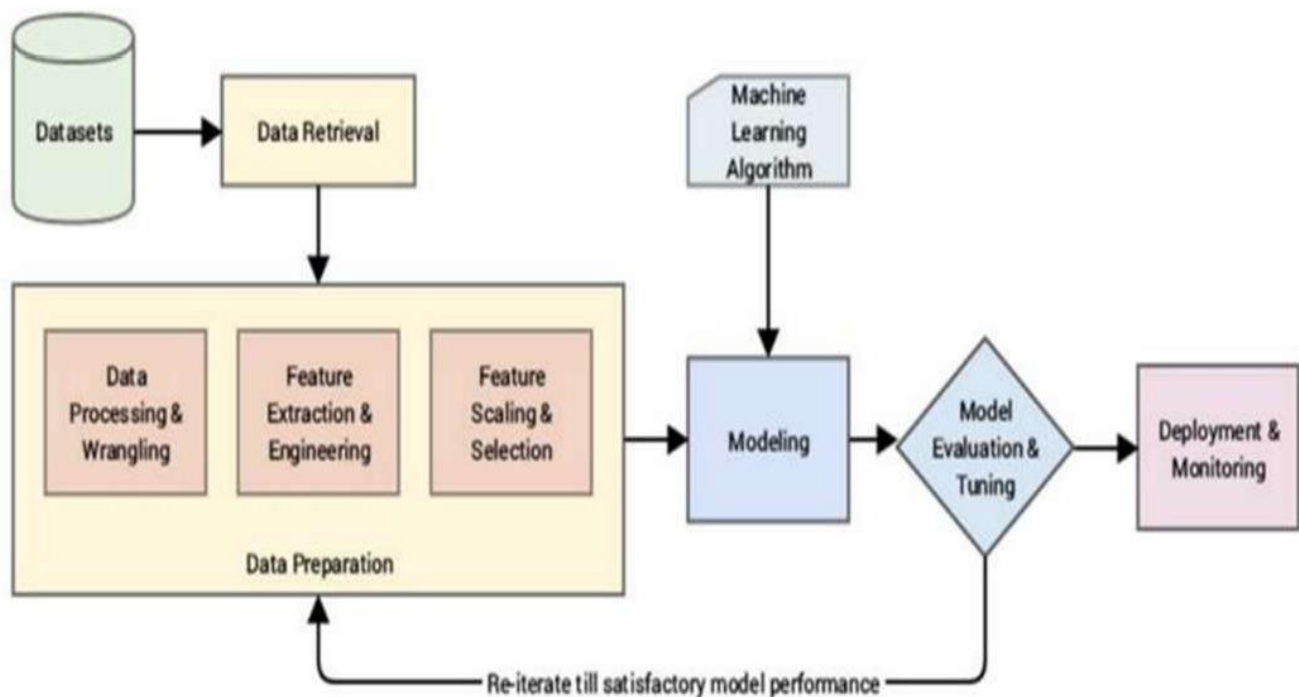 Datasets
Data Retrieval
Machine
Learning
Algorithm
Data
Processing &
Wrangling
Feature
Extraction &
Engineering
Feature
Scaling &
Selection
Data Preparation
Modeling
Model
Evaluation &
Tuning
Deployment &
Monitoring
Re-iterate till satisfactory model performance